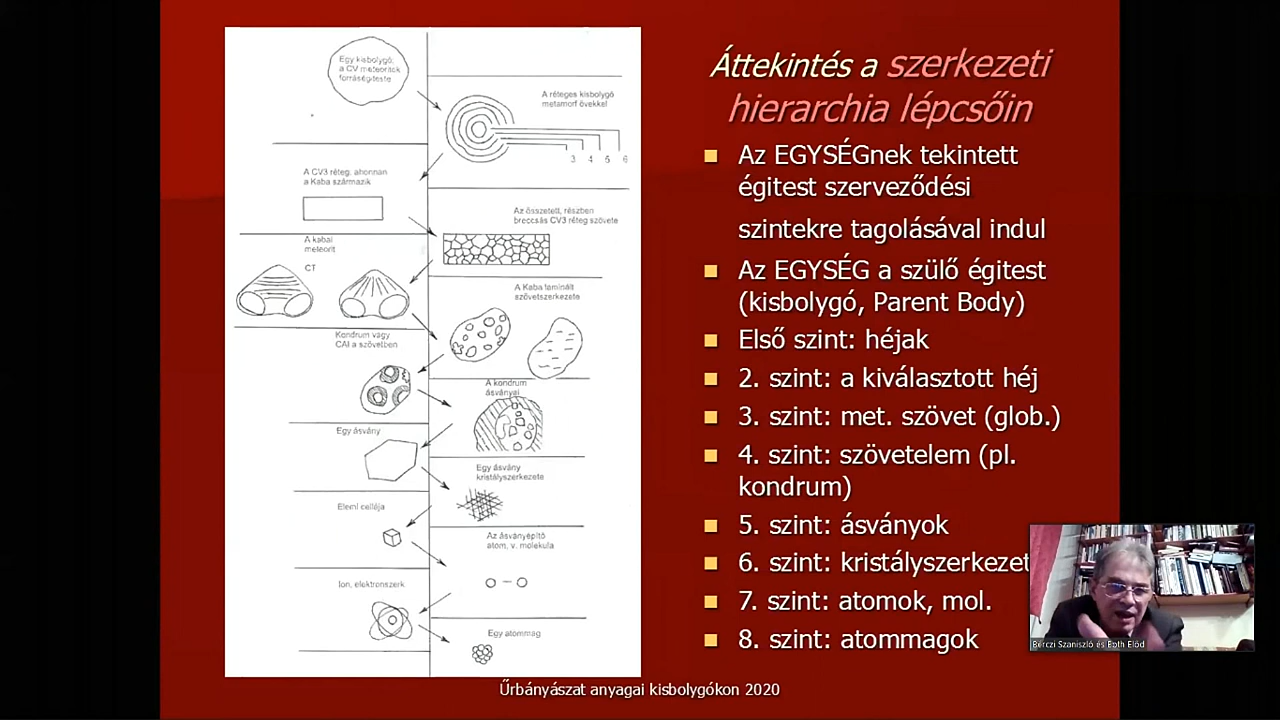 Egy kisbolygó,
a CV meteoritok
forráségiteste
A réteges kisbolygó
metamorf övekkel
3 4 5 6
A CV3 réteg, ahonnan
a Kaba származik
Az összetett, részben
breccsás CV3 réteg szövete
A kabai
meteorit
CT
A Kaba laminált
szövetszerkezete
Kondrum vagy
CAI a szövetben
A kondrum
ásványai
Egy ásvány
Egy ásvány
kristályszerkezete
Elemi cellája
Az ásványépítő
atom, v. molekula
Ion, elektronszerk
Egy atommag
Áttekintés a szerkezeti
hierarchia lépcsőin
Az EGYSÉGnek tekintett
égitest szerveződési
szintekre tagolásával indul
Az EGYSÉG a szülő égitest
(kisbolygó, Parent Body)
Első szint: héjak
2. szint: a kiválasztott héj
3. szint: met. szövet (glob.)
4. szint: szövetelem (pl.
kondrum)
5. szint: ásványok
6. szint: kristályszerkezet
7. szint: atomok, mol.
8. szint: atommagok
Bérczi Szaniszló és Előd
Űrbányászat anyagai kisbolygókon 2020